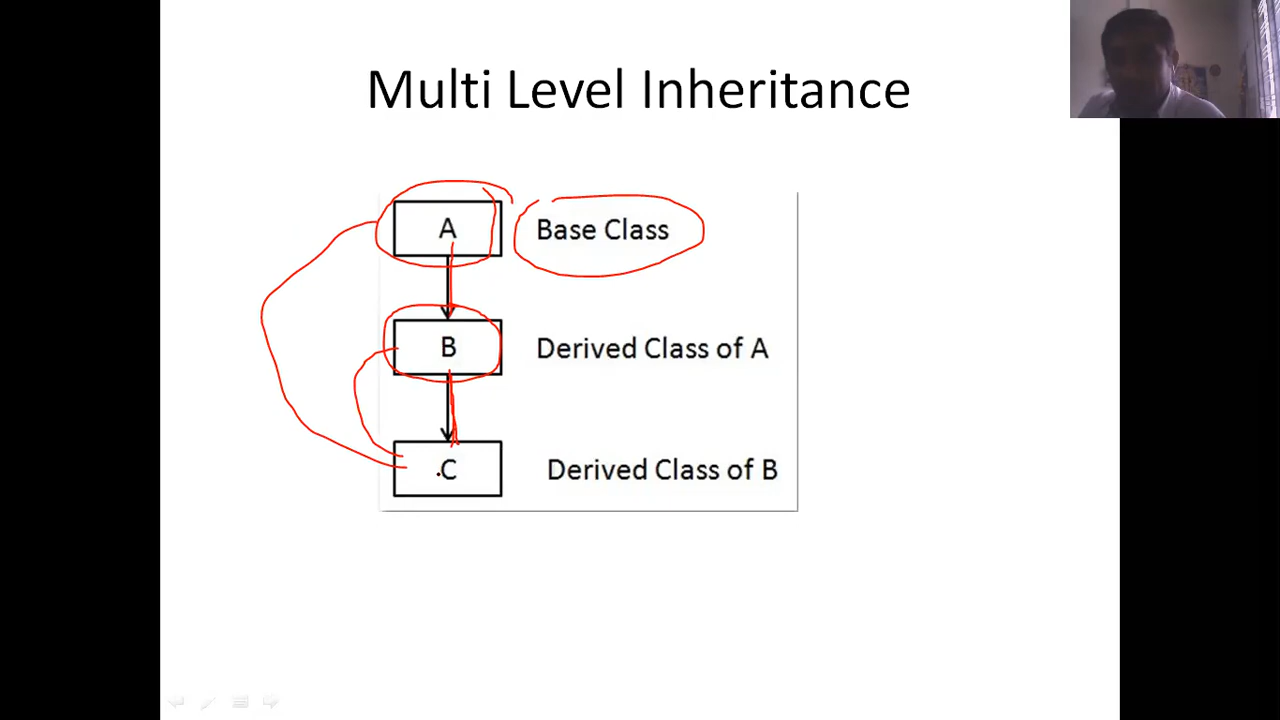 Multi Level Inheritance
A
Base Class
B
Derived Class of A
C
Derived Class of B